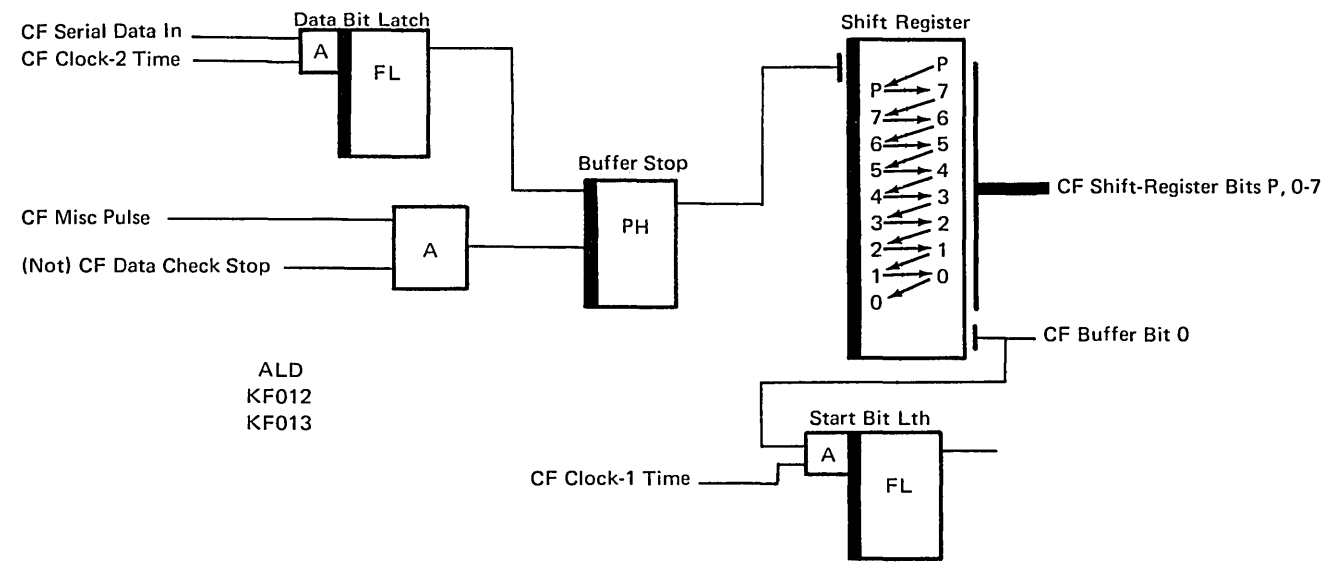 Data Bit Latch
CF Serial Data In
CF Clock-2 Time
A
FL
CF Misc Pulse
(Not) CF Data Check Stop
A
Buffer Stop
PH
Shift Register
P
P 7
7 6
6 5
5 4
4 3
3 2
2 1
1 0
0
CF Shift-Register Bits P, 0-7
CF Buffer Bit 0
ALD
KF012
KF013
Start Bit Lth
A
FL
CF Clock-1 Time